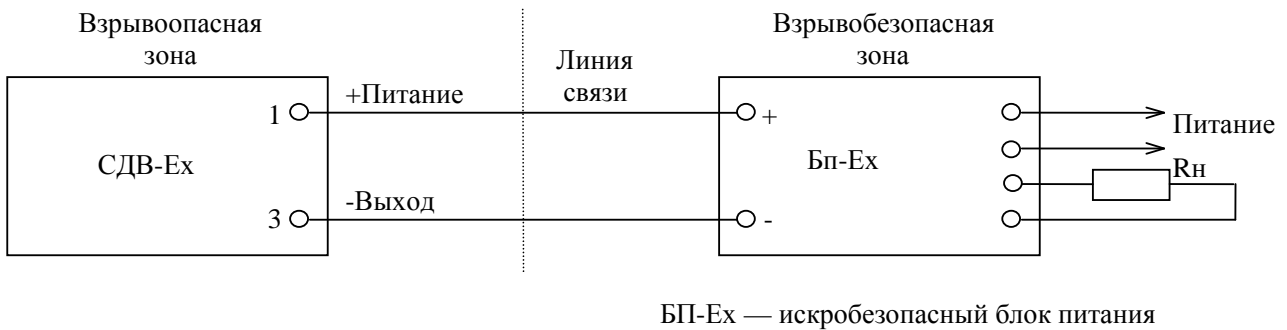 Взрывоопасная
зона
Взрывобезопасная
зона
Линия
связи
+Питание
1
+
Питание
СДВ-Ех
Бп-Ех
Rн
-Выход
3
-
БП-Ех — искробезопасный блок питания